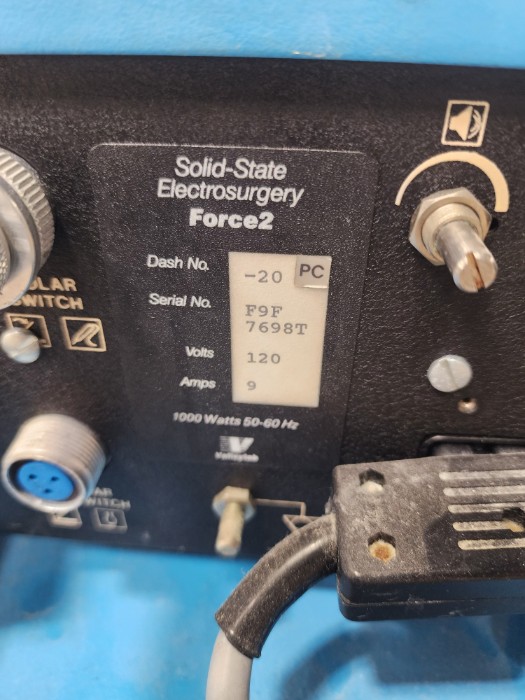 Solid-State
Electrosurgery
Force2
Dash No.
-20
PC
Serial No.
F9F
7698T
Volts
120
Amps
9
1000 Watts 50-60 Hz
Valleylab
SWITCH